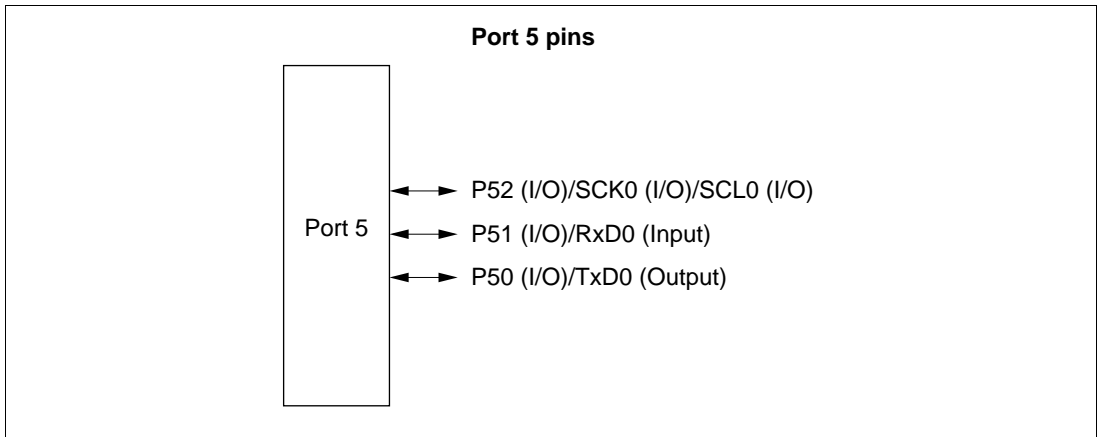 Port 5 pins
P52 (I/O)/SCK0 (I/O)/SCL0 (I/O)
Port 5
P51 (I/O)/RxD0 (Input)
P50 (I/O)/TxD0 (Output)